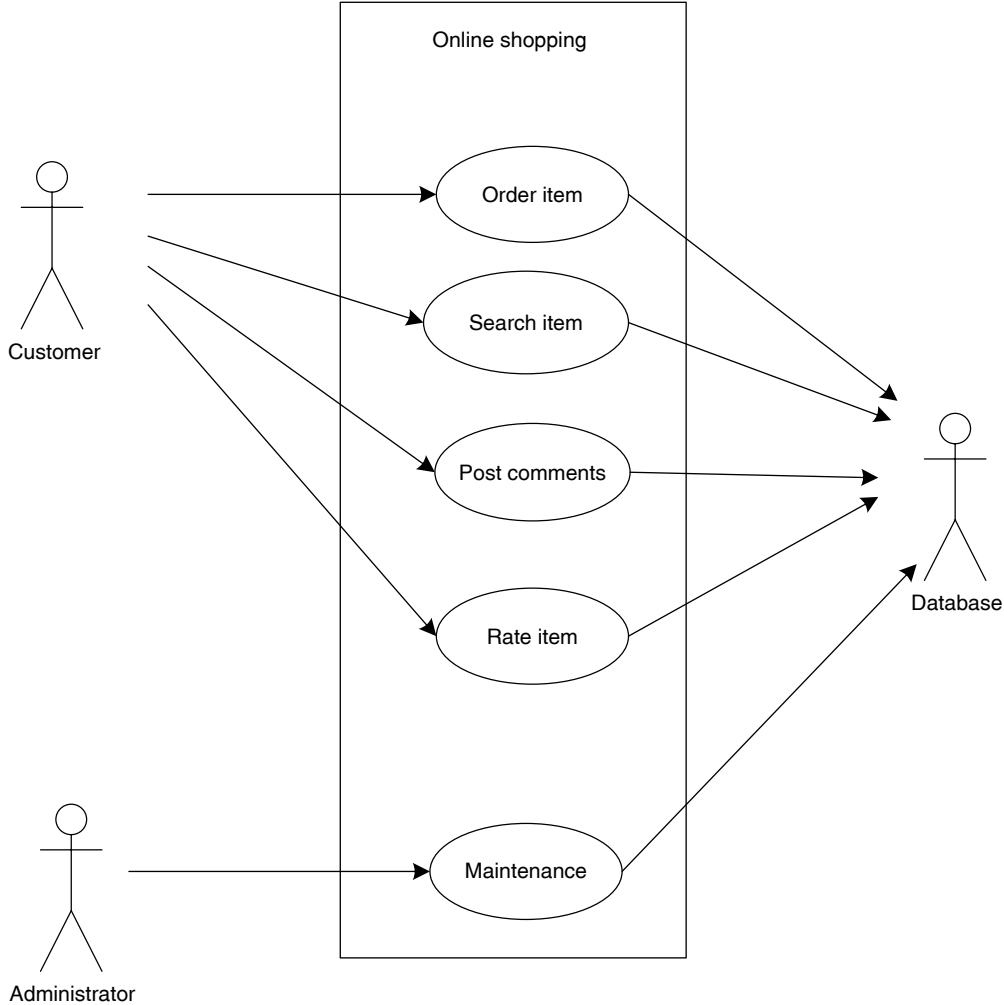 Online shopping
Order item
Search item
Customer
Post comments
Database
Rate item
Maintenance
Administrator